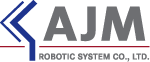 AJM
ROBOTIC SYSTEM CO., LTD.